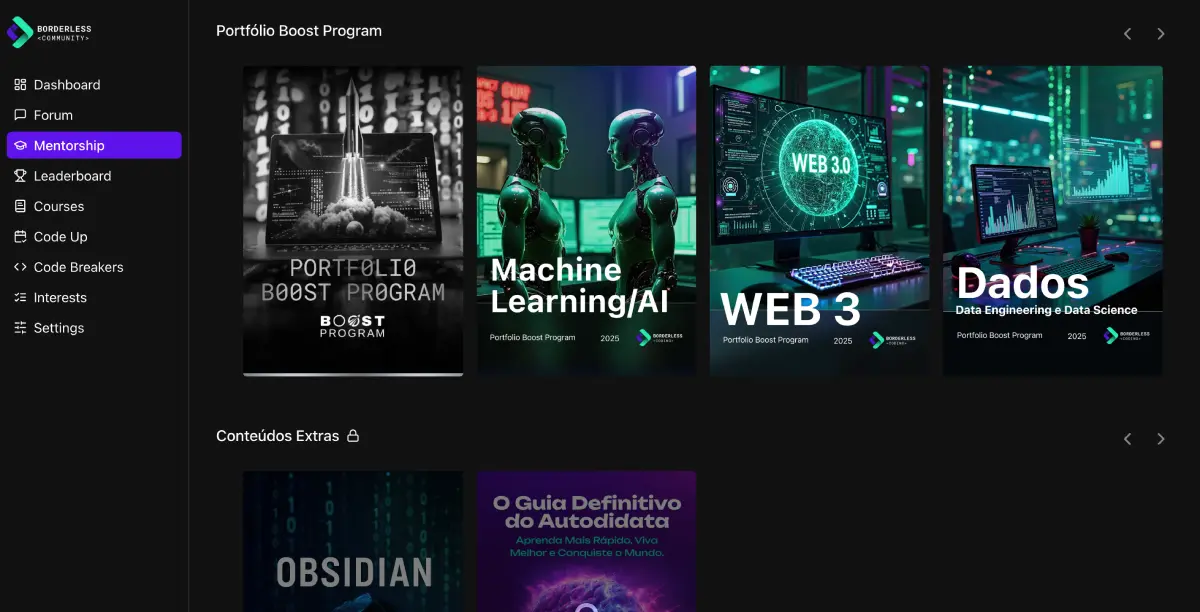 BORDERLESS
<COMMUNITY>
Dashboard
Forum
Mentorship
Leaderboard
Courses
Code Up
Code Breakers
Interests
Settings
Portfólio Boost Program
PORTF0LI0
B00ST PR0GRAM
BOOST
PROGRAM
Machine
Learning/AI
Portfolio Boost Program
2025
BORDERLESS
<CODING>
WEB 3.0
WEB 3
Portfolio Boost Program
2025
BORDERLESS
<CODING>
Dados
Data Engineering e Data Science
Portfolio Boost Program
2025
BORDERLESS
<CODING>
Conteúdos Extras
OBSIDIAN
O Guia Definitivo
do Autodidata
Aprenda Mais Rápido, Viva
Melhor e Conquiste o Mundo.